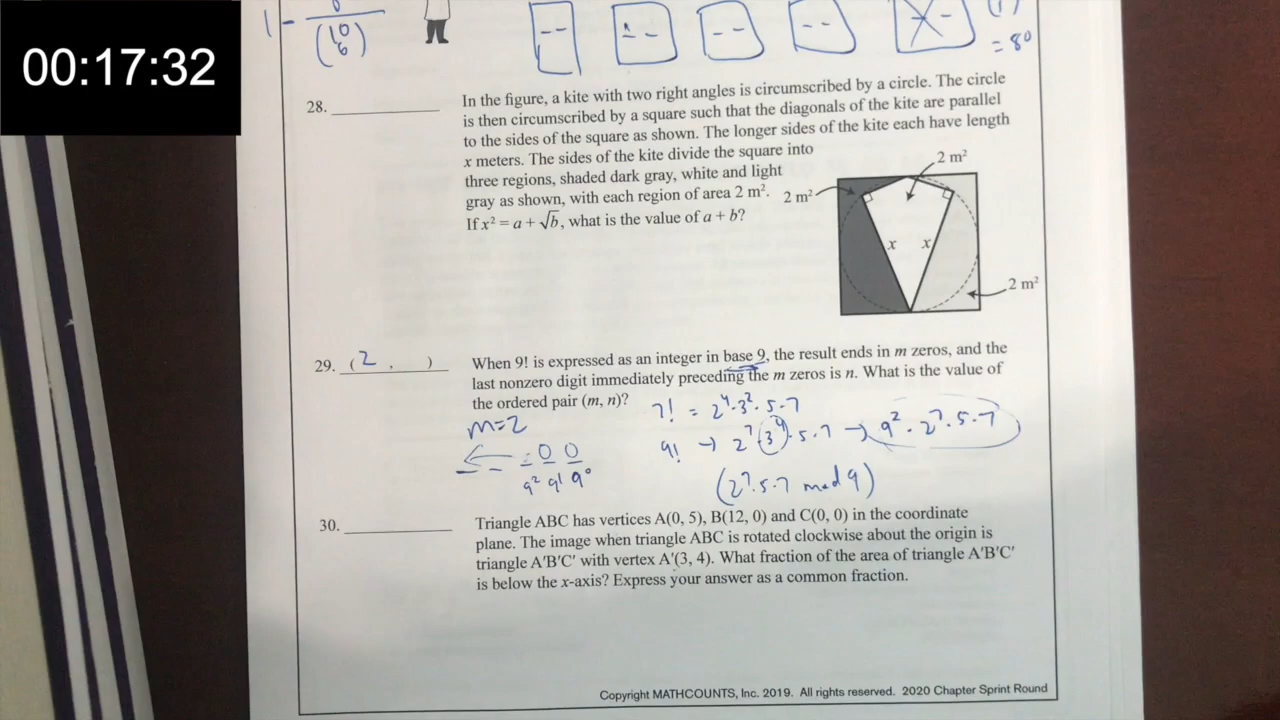 00:17:32
1 - 
(10
6)
= 80
28. __________
In the figure, a kite with two right angles is circumscribed by a circle. The circle
is then circumscribed by a square such that the diagonals of the kite are parallel
to the sides of the square as shown. The longer sides of the kite each have length
x meters. The sides of the kite divide the square into
three regions, shaded dark gray, white and light
gray as shown, with each region of area 2 m².
If x² = a + √b, what is the value of a + b?
2 m²
2 m²
x
x
2 m²
29. (2 , )
When 9! is expressed as an integer in base 9, the result ends in m zeros, and the
last nonzero digit immediately preceding the m zeros is n. What is the value of
the ordered pair (m, n)?
7! = 2⁴·3²·5·7
m=2
9! → 2⁷·3⁴·5·7 → 9²·2⁷·5·7
0 0
9² 9¹ 9⁰
(2⁷·5·7 mod 9)
30. __________
Triangle ABC has vertices A(0, 5), B(12, 0) and C(0, 0) in the coordinate
plane. The image when triangle ABC is rotated clockwise about the origin is
triangle A′B′C′ with vertex A′(3, 4). What fraction of the area of triangle A′B′C′
is below the x-axis? Express your answer as a common fraction.
Copyright MATHCOUNTS, Inc. 2019. All rights reserved. 2020 Chapter Sprint Round